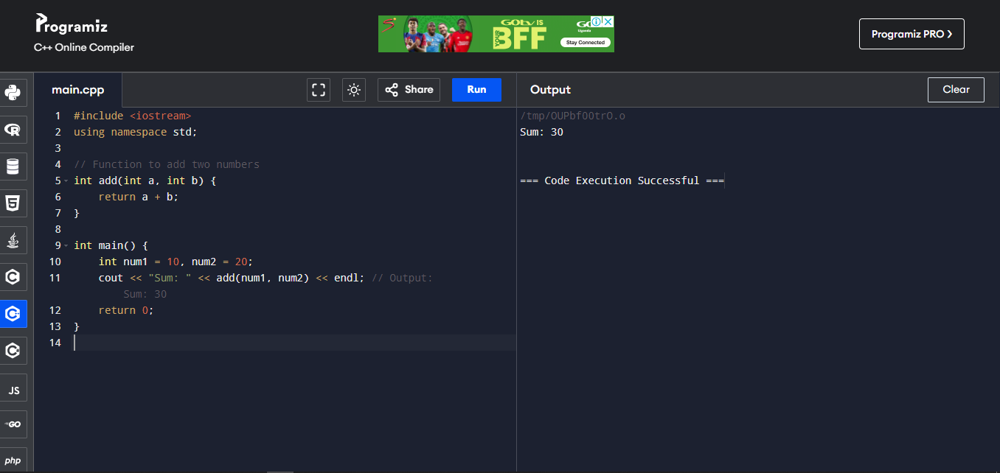 Programiz
C++ Online Compiler
GOtv IS
YOUR
BFF
GO
Uganda
Stay Connected
Programiz PRO
main.cpp
Share
Run
Output
Clear
1 #include <iostream>
2 using namespace std;
3
4 // Function to add two numbers
5 int add(int a, int b) {
6 return a + b;
7 }
8
9 int main() {
10 int num1 = 10, num2 = 20;
11 cout << "Sum: " << add(num1, num2) << endl; // Output:
Sum: 30
12 return 0;
13 }
14
/tmp/OUPbf00trO.o
Sum: 30
=== Code Execution Successful ===
R
5
C
C
C
JS
GO
php